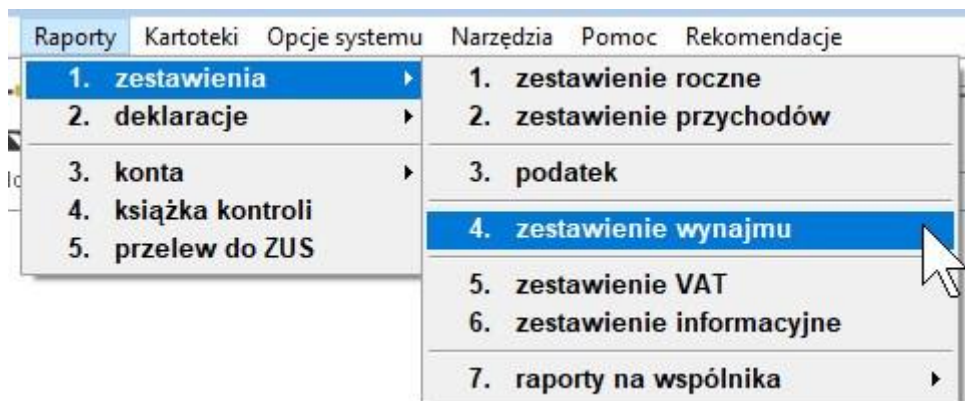 Raporty Kartoteki Opcje systemu Narzędzia Pomoc Rekomendacje
1. zestawienia
2. deklaracje
3. konta
4. książka kontroli
5. przelew do ZUS
1. zestawienie roczne
2. zestawienie przychodów
3. podatek
4. zestawienie wynajmu
5. zestawienie VAT
6. zestawienie informacyjne
7. raporty na wspólnika